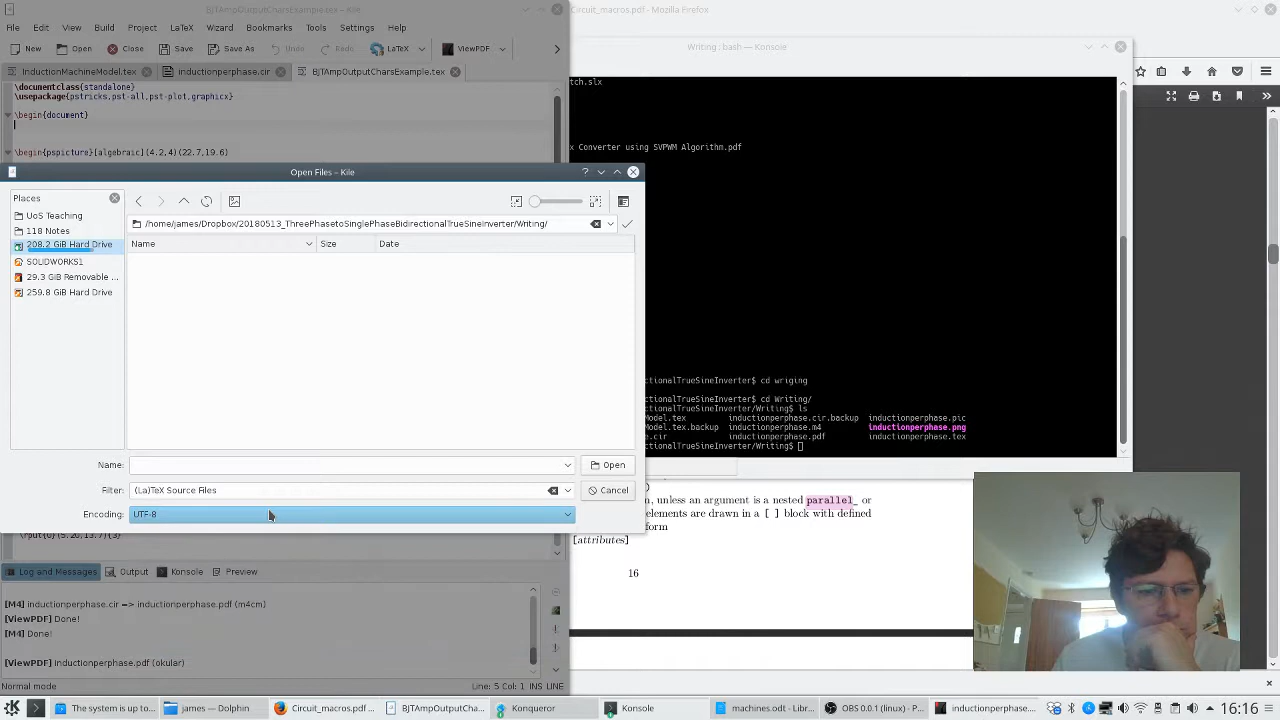 BJTampOutputCharsExample.tex - Kile
Circuit_macros.pdf - Mozilla Firefox
File Edit View Build Project LaTeX Wizard Bookmarks Tools Settings Help
New Open Close Save Save As Undo Redo LaTeX ViewPDF
Writing : bash — Konsole
InductionMachineModel.tex inductionperphase.cir BJTampOutputCharsExample.tex
\documentclass{standalone}
\usepackage{pstricks,pst-all,pst-plot,graphicx}
\begin{document}
\begin{pspicture}[algebraic](4.2,4)(22.7,19.6)
tch.slx
x Converter using SVPWM Algorithm.pdf
Open Files – Kile
Places
UoS Teaching
118 Notes
208.2 GiB Hard Drive
SOLIDWORKS1
29.3 GiB Removable ...
259.8 GiB Hard Drive
/home/james/Dropbox/20180513_ThreePhasetoSinglePhaseBidirectionalTrueSineInverter/Writing/
Name Size Date
Name:
Open
Filter: (La)TeX Source Files
Cancel
Encoding: UTF-8
ctionalTrueSineInverter$ cd wriging
ctionalTrueSineInverter$ cd Writing/
ctionalTrueSineInverter/Writing$ ls
Model.tex inductionperphase.cir.backup inductionperphase.pic
Model.tex.backup inductionperphase.m4 inductionperphase.png
e.cir inductionperphase.pdf inductionperphase.tex
ctionalTrueSineInverter/Writing$
n, unless an argument is a nested parallel_ or
elements are drawn in a [ ] block with defined
form
[attributes]
16
\put(5.20,13.7){3}
Log and Messages Output Konsole Preview
[M4] inductionperphase.cir => inductionperphase.pdf (m4cm)
[ViewPDF] Done!
[M4] Done!
[ViewPDF] inductionperphase.pdf (okular)
Normal mode
Line: 5 Col: 1 INS LINE
The system is up to... james — Dolphin Circuit_macros.pdf ... BJTAmpOutputCha... Konqueror Konsole machines.odt - Libr... OBS 0.0.1 (linux) - P... inductionperphase.... 16:16